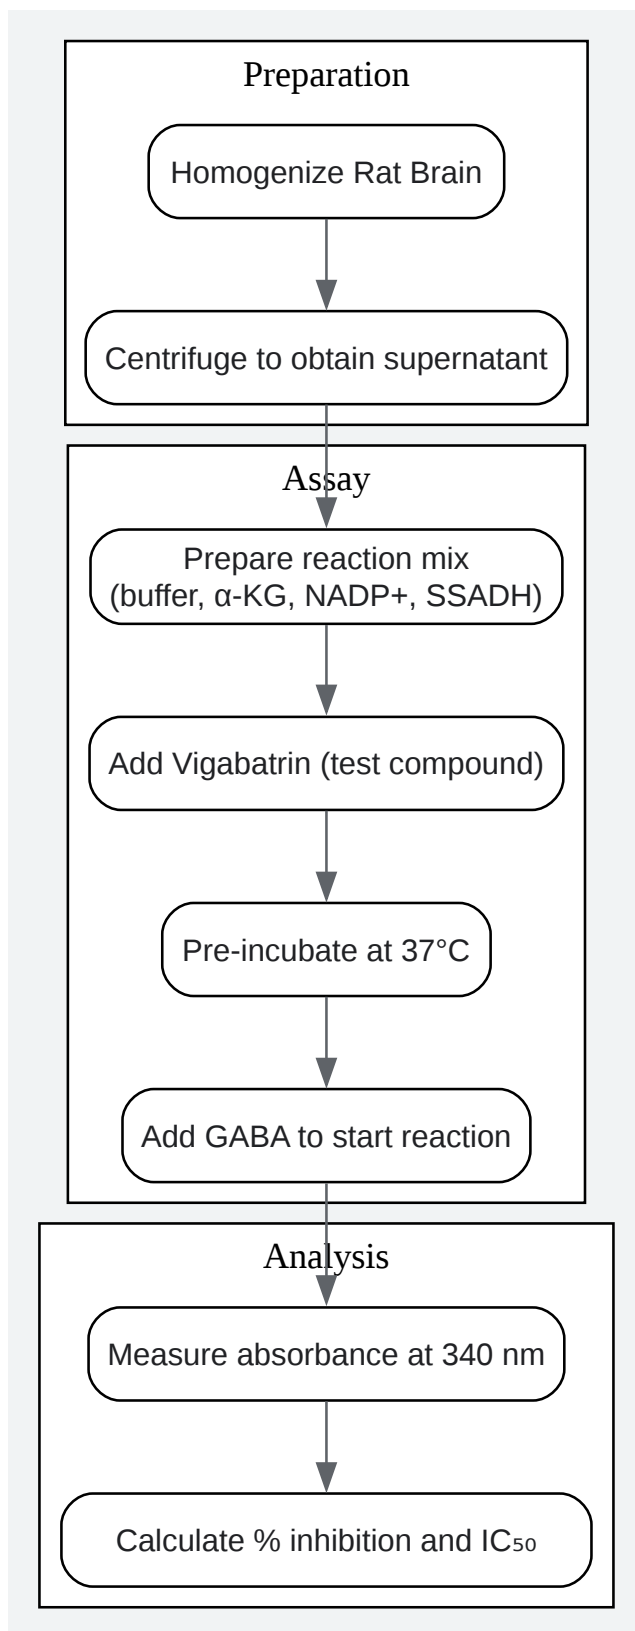 Preparation
Homogenize Rat Brain
Centrifuge to obtain supernatant
Assay
Prepare reaction mix
(buffer, α-KG, NADP+, SSADH)
Add Vigabatrin (test compound)
Pre-incubate at 37°C
Add GABA to start reaction
Analysis
Measure absorbance at 340 nm
Calculate % inhibition and IC₅₀